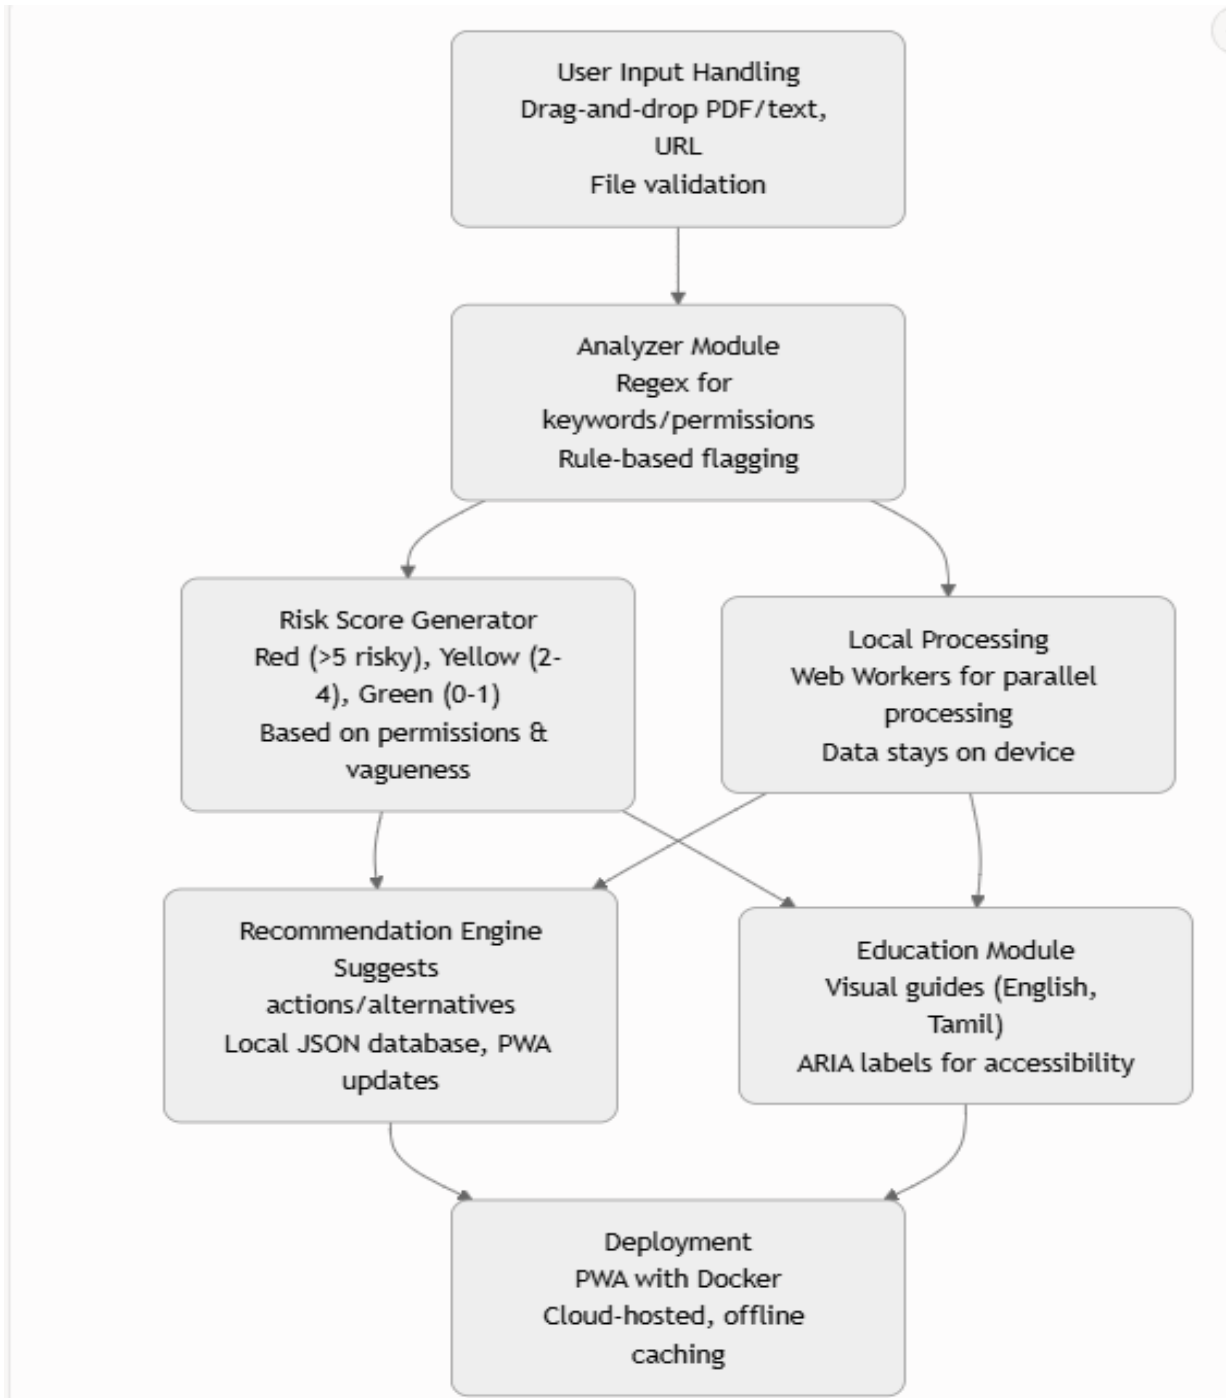 User Input Handling
Drag-and-drop PDF/text,
URL
File validation
Analyzer Module
Regex for
keywords/permissions
Rule-based flagging
Risk Score Generator
Red (>5 risky), Yellow (2-
4), Green (0-1)
Based on permissions &
vagueness
Local Processing
Web Workers for parallel
processing
Data stays on device
Recommendation Engine
Suggests
actions/alternatives
Local JSON database, PWA
updates
Education Module
Visual guides (English,
Tamil)
ARIA labels for accessibility
Deployment
PWA with Docker
Cloud-hosted, offline
caching